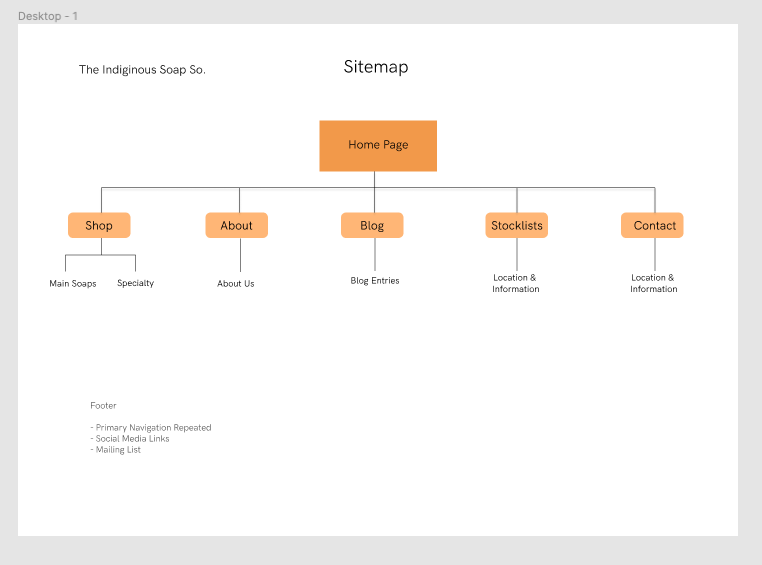 Desktop - 1
The Indiginous Soap So.
Sitemap
Home Page
Shop
About
Blog
Stocklists
Contact
Main Soaps
Specialty
About Us
Blog Entries
Location &
Information
Location &
Information
Footer
- Primary Navigation Repeated
- Social Media Links
- Mailing List